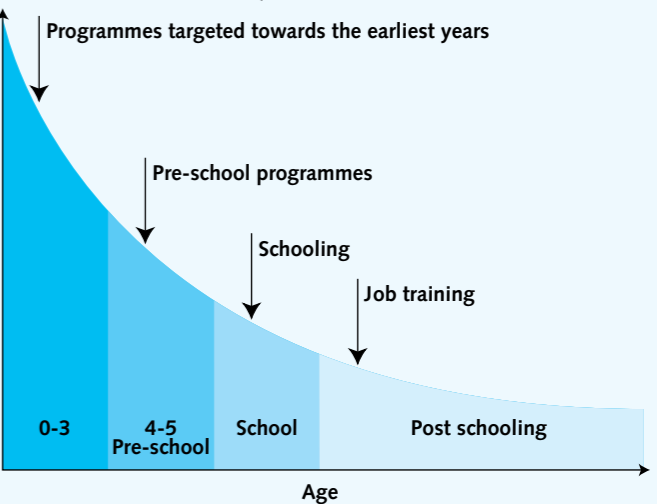 Programmes targeted towards the earliest years
Pre-school programmes
Schooling
Job training
0-3
4-5
Pre-school
School
Post schooling
Age